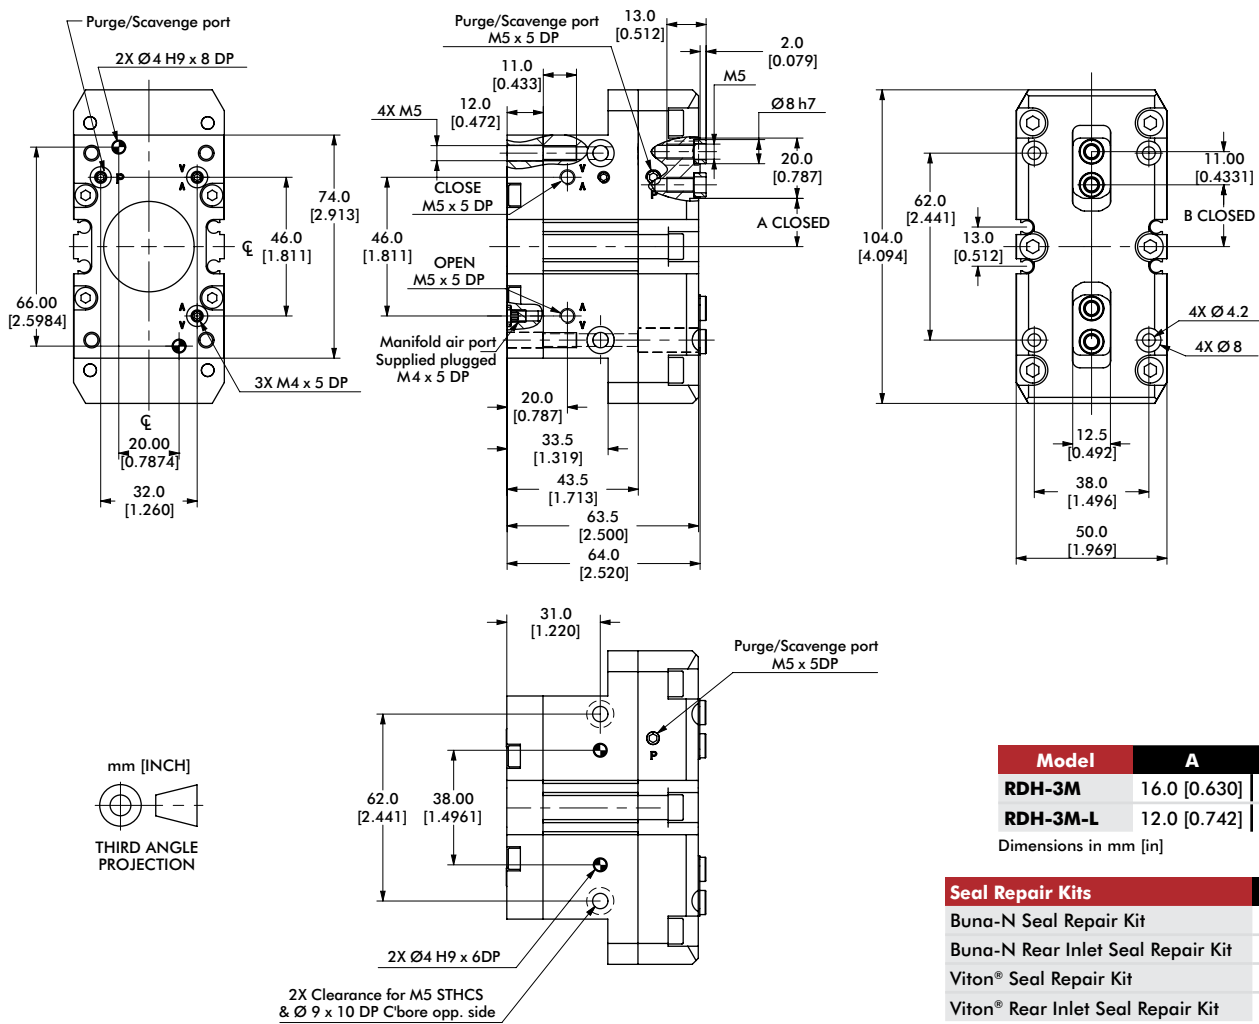 Purge/Scavenge port
2X Ø4 H9 x 8 DP
P
V
A
A
V
74.0
[2.913]
46.0
[1.811]
66.00
[2.5984]
3X M4 x 5 DP
20.00
[0.7874]
32.0
[1.260]
Purge/Scavenge port
M5 x 5 DP
13.0
[0.512]
2.0
[0.079]
11.0
[0.433]
M5
12.0
[0.472]
4X M5
Ø8 h7
V
A
20.0
[0.787]
CLOSE
M5 x 5 DP
A CLOSED
46.0
[1.811]
OPEN
M5 x 5 DP
A
V
Manifold air port
Supplied plugged
M4 x 5 DP
20.0
[0.787]
33.5
[1.319]
43.5
[1.713]
63.5
[2.500]
64.0
[2.520]
11.00
[0.4331]
62.0
[2.441]
B CLOSED
13.0
[0.512]
104.0
[4.094]
4X Ø4.2
4X Ø8
12.5
[0.492]
38.0
[1.496]
50.0
[1.969]
31.0
[1.220]
Purge/Scavenge port
M5 x 5DP
P
62.0
[2.441]
38.00
[1.4961]
2X Ø4 H9 x 6DP
2X Clearance for M5 STHCS
& Ø 9 x 10 DP C'bore opp. side
mm [INCH]
THIRD ANGLE
PROJECTION
Model A
RDH-3M 16.0 [0.630]
RDH-3M-L 12.0 [0.742]
Dimensions in mm [in]
Seal Repair Kits
Buna-N Seal Repair Kit
Buna-N Rear Inlet Seal Repair Kit
Viton® Seal Repair Kit
Viton® Rear Inlet Seal Repair Kit